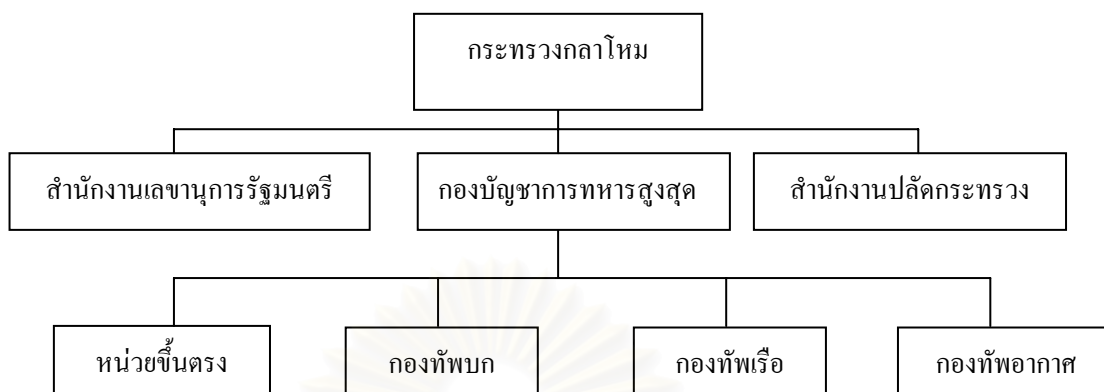 กระทรวงกลาโหม
สำนักงานเลขานุการรัฐมนตรี
กองบัญชาการทหารสูงสุด
สำนักงานปลัดกระทรวง
หน่วยขึ้นตรง
กองทัพบก
กองทัพเรือ
กองทัพอากาศ